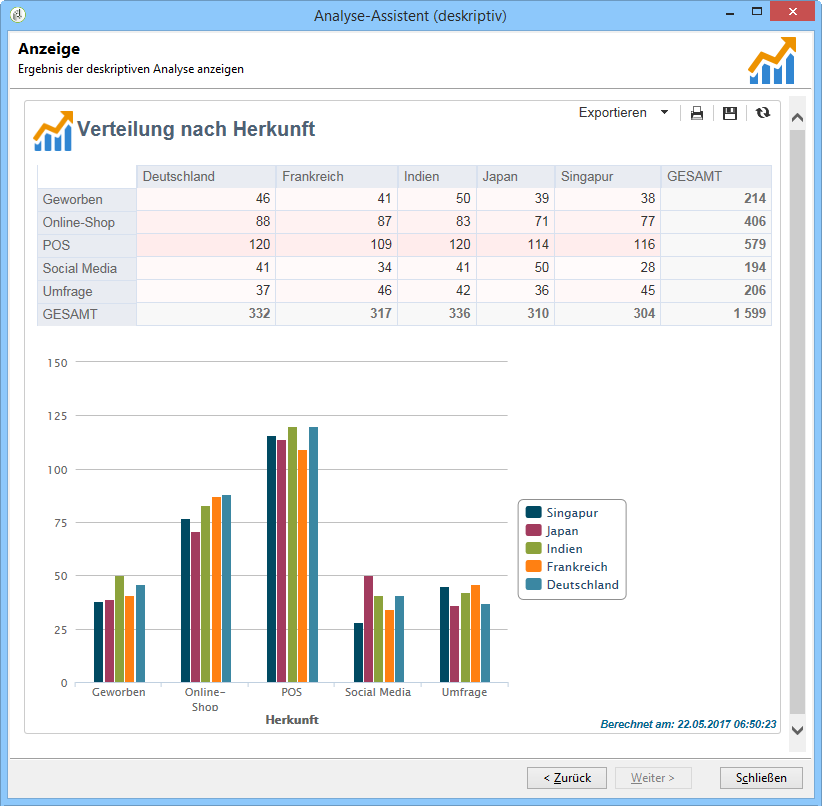 Analyse-Assistent (deskriptiv)
Anzeige
Ergebnis der deskriptiven Analyse anzeigen
Exportieren
Verteilung nach Herkunft
Deutschland Frankreich Indien Japan Singapur GESAMT
Geworben 46 41 50 39 38 214
Online-Shop 88 87 83 71 77 406
POS 120 109 120 114 116 579
Social Media 41 34 41 50 28 194
Umfrage 37 46 42 36 45 206
GESAMT 332 317 336 310 304 1 599
150
125
100
75
50
25
0
Geworben Online-Shop POS Social Media Umfrage
Herkunft
Singapur
Japan
Indien
Frankreich
Deutschland
Berechnet am: 22.05.2017 06:50:23
< Zurück Weiter > Schließen